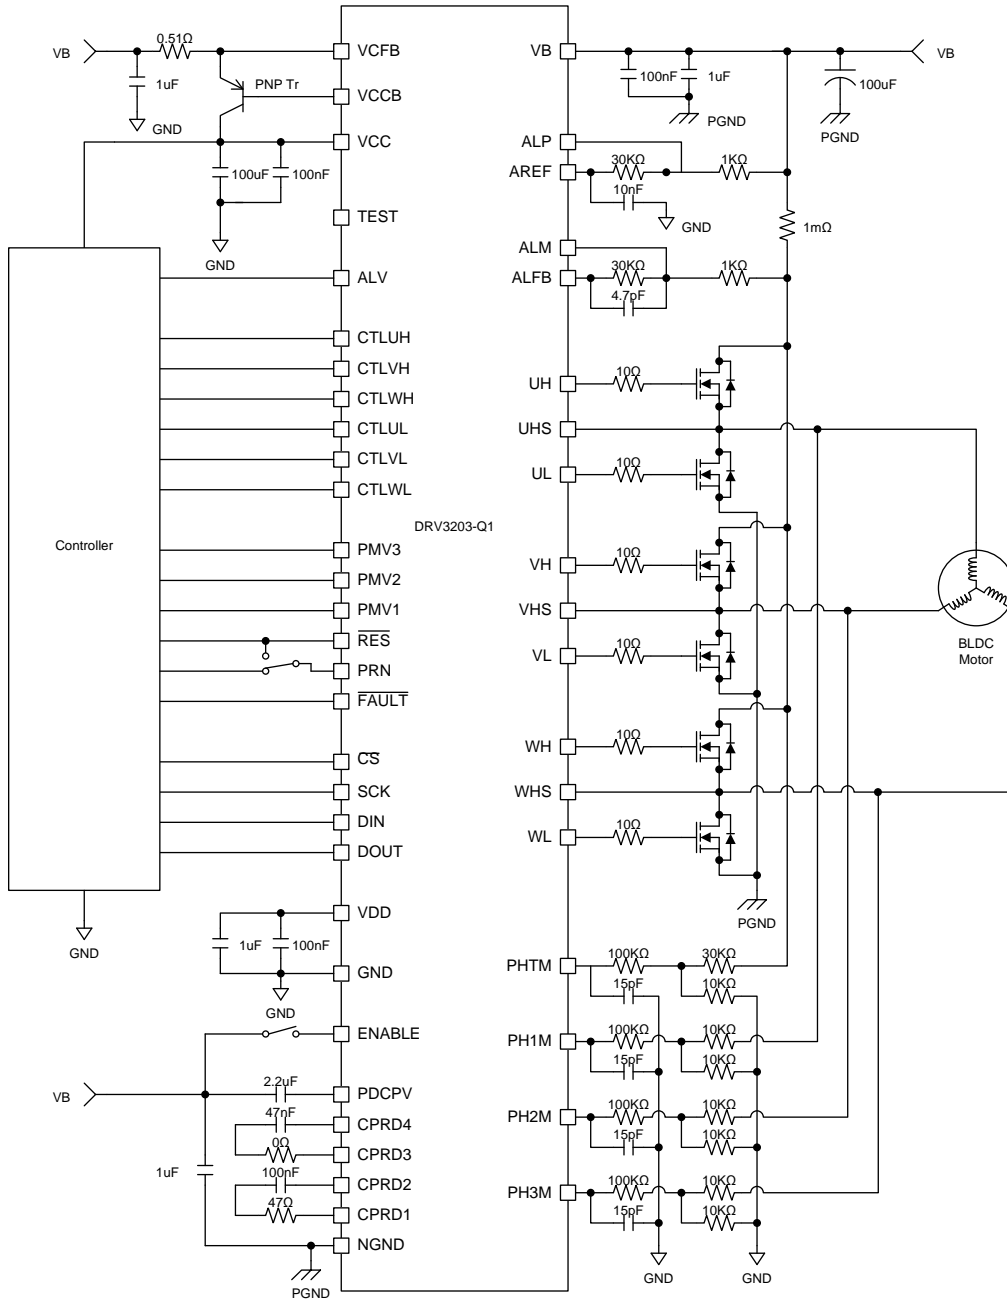 VB
0.51Ω
1uF
PNP Tr
GND
100uF
100nF
GND
Controller
GND
1uF
100nF
GND
VB
2.2uF
47nF
0Ω
100nF
47Ω
1uF
PGND
VCFB
VCCB
VCC
TEST
ALV
CTLUH
CTLVH
CTLWH
CTLUL
CTLVL
CTLWL
PMV3
PMV2
PMV1
RES
PRN
FAULT
CS
SCK
DIN
DOUT
VDD
GND
ENABLE
PDCPV
CPRD4
CPRD3
CPRD2
CPRD1
NGND
DRV3203-Q1
VB
ALP
AREF
ALM
ALFB
UH
UHS
UL
VH
VHS
VL
WH
WHS
WL
PHTM
PH1M
PH2M
PH3M
100nF
1uF
PGND
100uF
PGND
VB
30KΩ
1KΩ
10nF
GND
1mΩ
30KΩ
1KΩ
4.7pF
10Ω
10Ω
10Ω
10Ω
10Ω
10Ω
BLDC
Motor
PGND
100KΩ
30KΩ
15pF
10KΩ
100KΩ
10KΩ
15pF
10KΩ
100KΩ
10KΩ
15pF
10KΩ
100KΩ
10KΩ
15pF
10KΩ
GND
GND